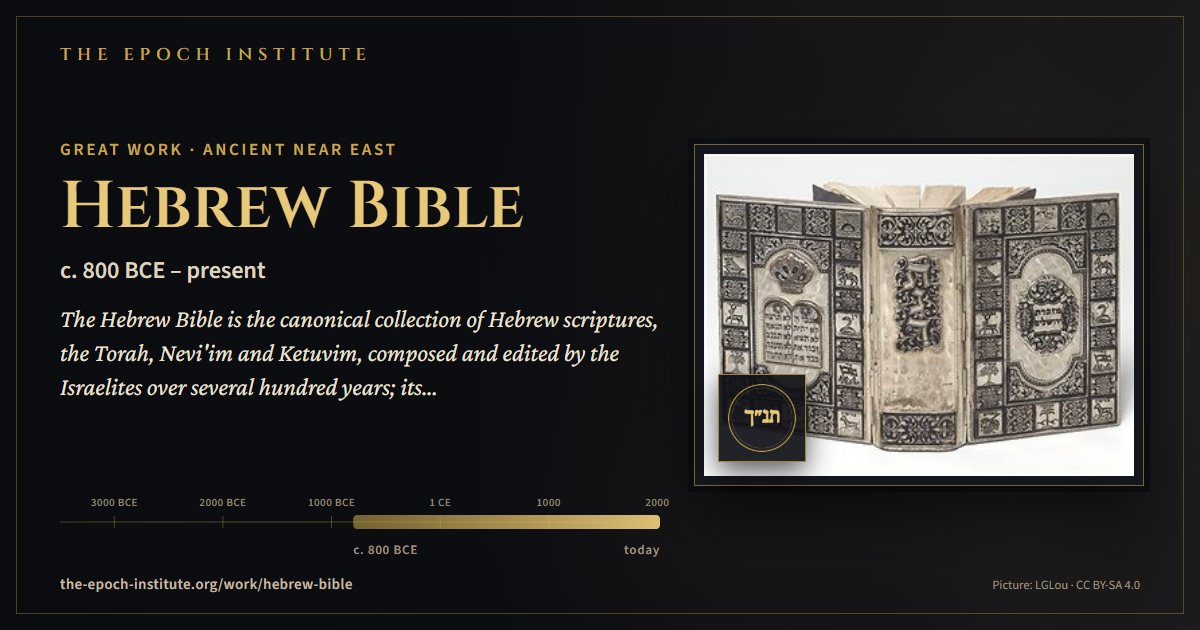 THE EPOCH INSTITUTE
GREAT WORK · ANCIENT NEAR EAST
HEBREW BIBLE
c. 800 BCE – present
The Hebrew Bible is the canonical collection of Hebrew scriptures,
the Torah, Nevi'im and Ketuvim, composed and edited by the
Israelites over several hundred years; its...
תנ״ך
3000 BCE 2000 BCE 1000 BCE 1 CE 1000 2000
c. 800 BCE today
the-epoch-institute.org/work/hebrew-bible
Picture: LGLou · CC BY-SA 4.0